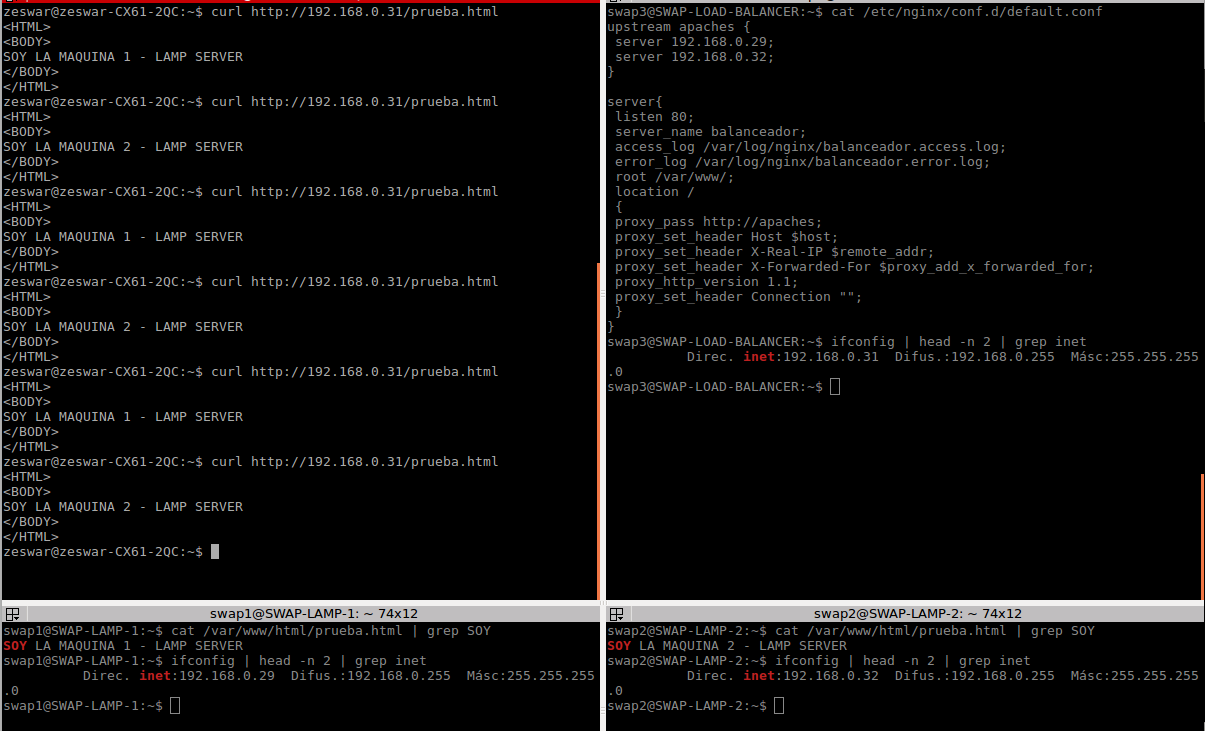 zeswar@zeswar-CX61-2QC:~$ curl http://192.168.0.31/prueba.html
<HTML>
<BODY>
SOY LA MAQUINA 1 - LAMP SERVER
</BODY>
</HTML>
zeswar@zeswar-CX61-2QC:~$ curl http://192.168.0.31/prueba.html
<HTML>
<BODY>
SOY LA MAQUINA 2 - LAMP SERVER
</BODY>
</HTML>
zeswar@zeswar-CX61-2QC:~$ curl http://192.168.0.31/prueba.html
<HTML>
<BODY>
SOY LA MAQUINA 1 - LAMP SERVER
</BODY>
</HTML>
zeswar@zeswar-CX61-2QC:~$ curl http://192.168.0.31/prueba.html
<HTML>
<BODY>
SOY LA MAQUINA 2 - LAMP SERVER
</BODY>
</HTML>
zeswar@zeswar-CX61-2QC:~$ curl http://192.168.0.31/prueba.html
<HTML>
<BODY>
SOY LA MAQUINA 1 - LAMP SERVER
</BODY>
</HTML>
zeswar@zeswar-CX61-2QC:~$ curl http://192.168.0.31/prueba.html
<HTML>
<BODY>
SOY LA MAQUINA 2 - LAMP SERVER
</BODY>
</HTML>
zeswar@zeswar-CX61-2QC:~$
swap3@SWAP-LOAD-BALANCER:~$ cat /etc/nginx/conf.d/default.conf
upstream apaches {
 server 192.168.0.29;
 server 192.168.0.32;
}
server{
 listen 80;
 server_name balanceador;
 access_log /var/log/nginx/balanceador.access.log;
 error_log /var/log/nginx/balanceador.error.log;
 root /var/www/;
 location /
 {
 proxy_pass http://apaches;
 proxy_set_header Host $host;
 proxy_set_header X-Real-IP $remote_addr;
 proxy_set_header X-Forwarded-For $proxy_add_x_forwarded_for;
 proxy_http_version 1.1;
 proxy_set_header Connection "";
 }
}
swap3@SWAP-LOAD-BALANCER:~$ ifconfig | head -n 2 | grep inet
          Direc. inet:192.168.0.31  Difus.:192.168.0.255  Másc:255.255.255
.0
swap3@SWAP-LOAD-BALANCER:~$
swap1@SWAP-LAMP-1: ~ 74x12
swap1@SWAP-LAMP-1:~$ cat /var/www/html/prueba.html | grep SOY
SOY LA MAQUINA 1 - LAMP SERVER
swap1@SWAP-LAMP-1:~$ ifconfig | head -n 2 | grep inet
          Direc. inet:192.168.0.29  Difus.:192.168.0.255  Másc:255.255.255
.0
swap1@SWAP-LAMP-1:~$
swap2@SWAP-LAMP-2: ~ 74x12
swap2@SWAP-LAMP-2:~$ cat /var/www/html/prueba.html | grep SOY
SOY LA MAQUINA 2 - LAMP SERVER
swap2@SWAP-LAMP-2:~$ ifconfig | head -n 2 | grep inet
          Direc. inet:192.168.0.32  Difus.:192.168.0.255  Másc:255.255.255
.0
swap2@SWAP-LAMP-2:~$